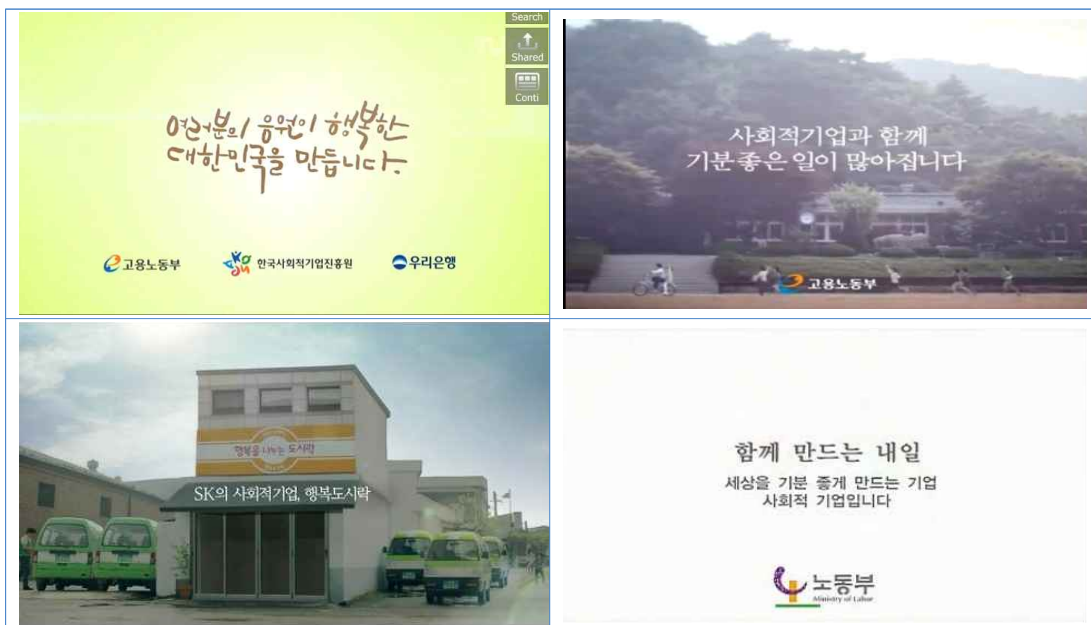 Search
Shared
Conti
여러분의 응원이 행복한
대한민국을 만듭니다.
고용노동부
한국사회적기업진흥원
우리은행
사회적기업과 함께
기분좋은 일이 많아집니다
고용노동부
행복을 나누는 도시락
SK의 사회적기업, 행복도시락
함께 만드는 내일
세상을 기분 좋게 만드는 기업
사회적 기업입니다
노동부
Ministry of Labor